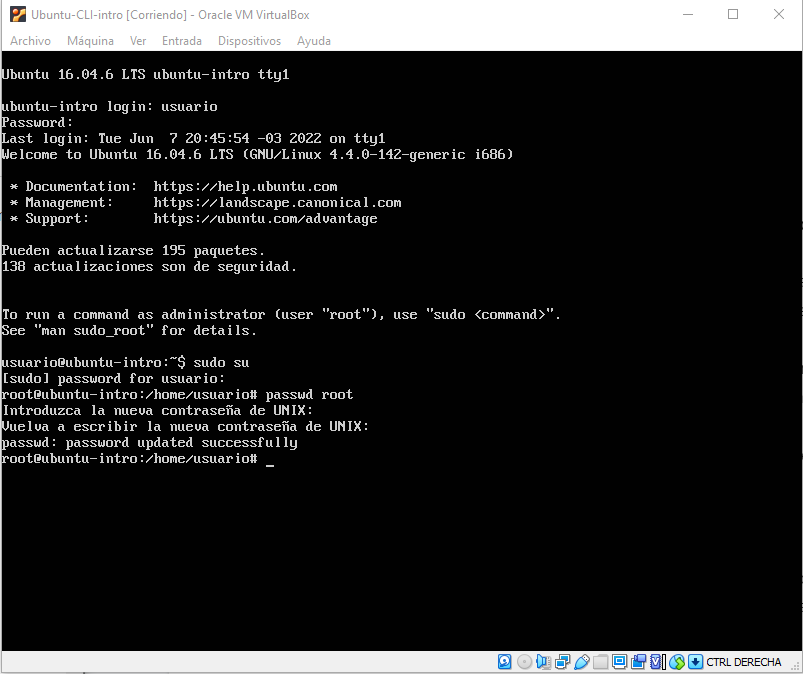 Ubuntu-CLI-intro [Corriendo] - Oracle VM VirtualBox
Archivo Máquina Ver Entrada Dispositivos Ayuda
Ubuntu 16.04.6 LTS ubuntu-intro tty1
ubuntu-intro login: usuario
Password:
Last login: Tue Jun  7 20:45:54 -03 2022 on tty1
Welcome to Ubuntu 16.04.6 LTS (GNU/Linux 4.4.0-142-generic i686)
* Documentation:  https://help.ubuntu.com
* Management:     https://landscape.canonical.com
* Support:        https://ubuntu.com/advantage
Pueden actualizarse 195 paquetes.
138 actualizaciones son de seguridad.
To run a command as administrator (user "root"), use "sudo <command>".
See "man sudo_root" for details.
usuario@ubuntu-intro:~$ sudo su
[sudo] password for usuario:
root@ubuntu-intro:/home/usuario# passwd root
Introduzca la nueva contraseña de UNIX:
Vuelva a escribir la nueva contraseña de UNIX:
passwd: password updated successfully
root@ubuntu-intro:/home/usuario# _
CTRL DERECHA